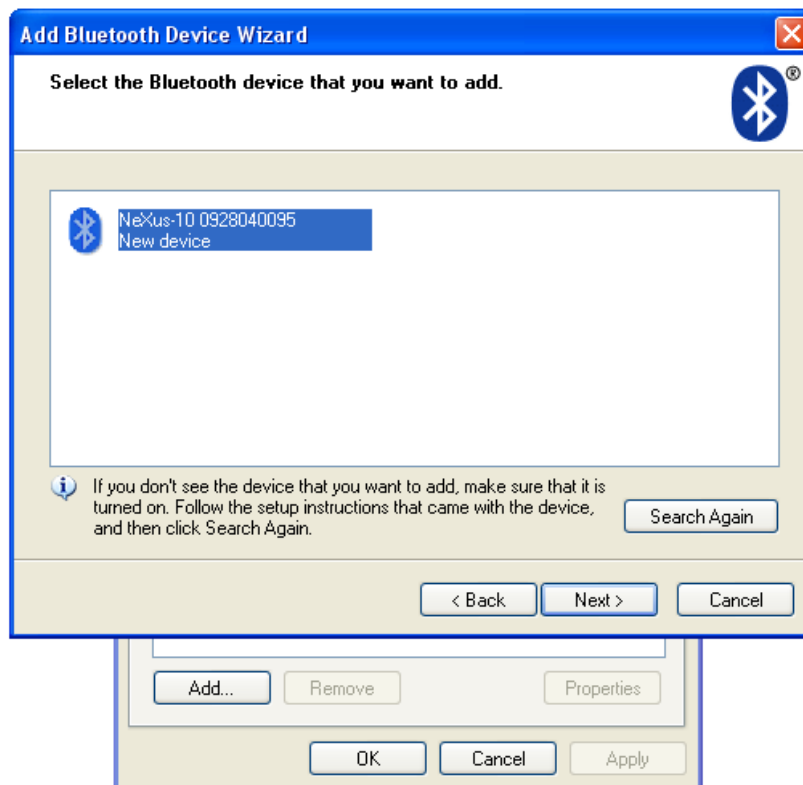 Add Bluetooth Device Wizard
Select the Bluetooth device that you want to add.
®
NeXus-10 0928040095
New device
If you don't see the device that you want to add, make sure that it is
turned on. Follow the setup instructions that came with the device,
and then click Search Again.
Search Again
< Back
Next >
Cancel
Add...
Remove
Properties
OK
Cancel
Apply